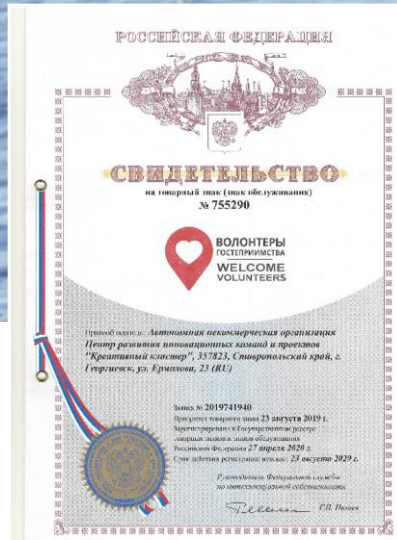 РОССИЙСКАЯ ФЕДЕРАЦИЯ
СВИДЕТЕЛЬСТВО
на товарный знак (знак обслуживания)
№ 755290
ВОЛОНТЕРЫ
ГОСТЕПРИИМСТВА
WELCOME
VOLUNTEERS
Правообладатель: Автономная некоммерческая организация
Центр развития инновационных команд и проектов
"Креативный кластер", 357823, Ставропольский край, г.
Георгиевск, ул. Ермолова, 23 (RU)
Заявка № 2019741940
Приоритет товарного знака 23 августа 2019 г.
Зарегистрировано в Государственном реестре
товарных знаков и знаков обслуживания
Российской Федерации 27 апреля 2020 г.
Срок действия регистрации истекает 23 августа 2029 г.
Руководитель Федеральной службы
по интеллектуальной собственности
Г.П. Ивлиев